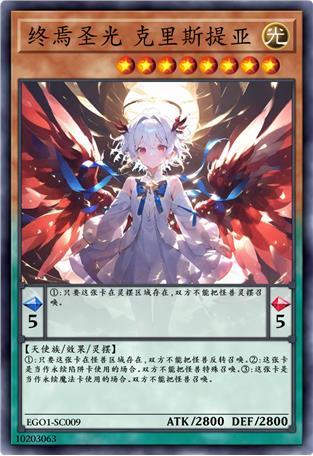 终焉圣光 克里斯提亚
光
①:只要这张卡在灵摆区域存在,双方不能把怪兽灵摆召
唤。
5
5
【天使族/效果/灵摆】
①:只要这张卡在怪兽区域存在,双方不能把怪兽反转召唤。②:这张卡
是当作永续陷阱卡使用的场合,双方不能把怪兽特殊召唤。③:这张卡
是当作永续魔法卡使用的场合,双方不能把怪兽通常召唤。
EGO1-SC009
ATK/2800 DEF/2800
10203063